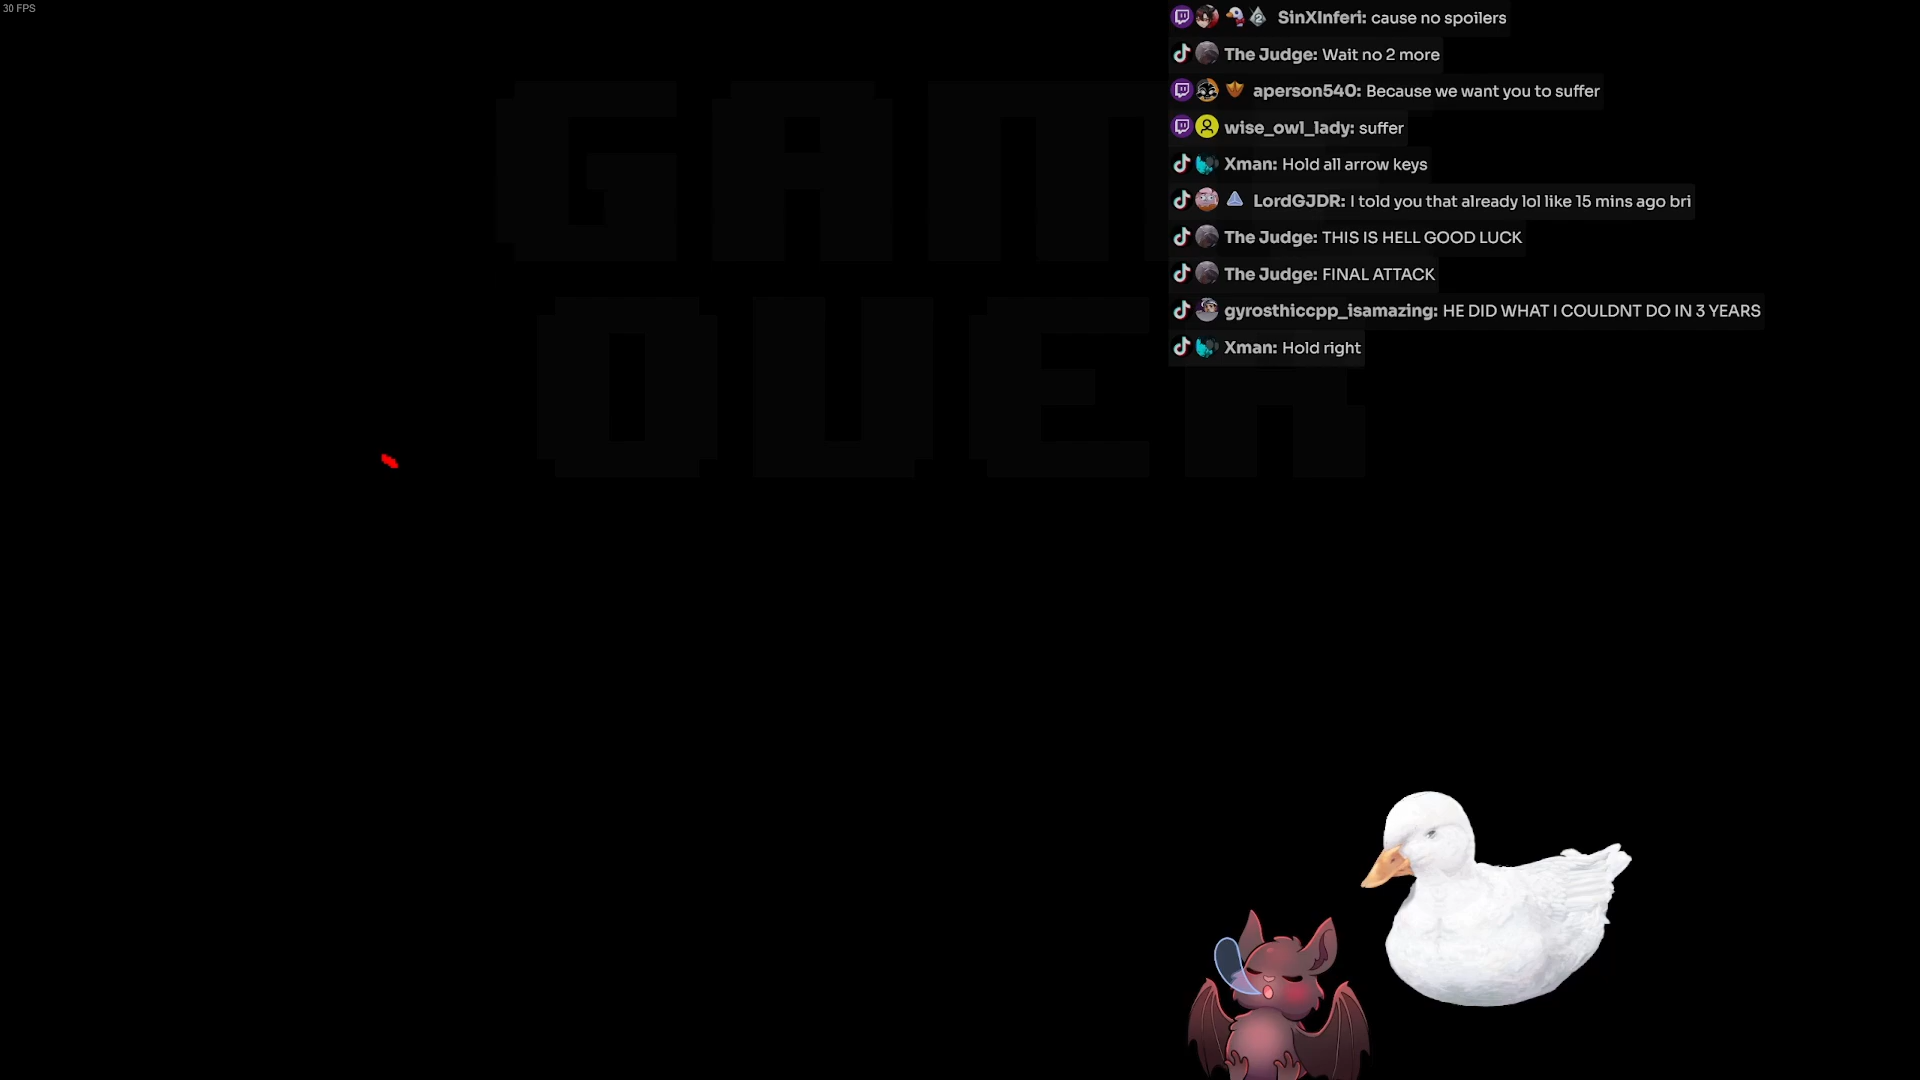 30 FPS
SinXInferi: cause no spoilers
The Judge: Wait no 2 more
aperson540: Because we want you to suffer
wise_owl_lady: suffer
Xman: Hold all arrow keys
LordGJDR: I told you that already lol like 15 mins ago bri
The Judge: THIS IS HELL GOOD LUCK
The Judge: FINAL ATTACK
gyrosthiccpp_isamazing: HE DID WHAT I COULDNT DO IN 3 YEARS
Xman: Hold right
GAME
OVER